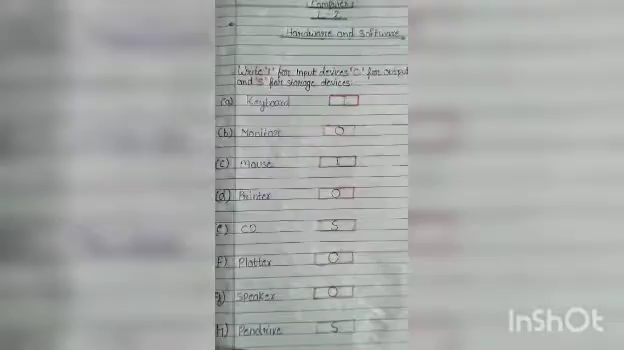 Computer
L-2
Hardware and Software
Write "I" for input devices "O" for output
and "S" for storage devices.
(a) Keyboard I
(b) Monitor O
(c) Mouse I
(d) Printer O
(e) CD S
(f) Plotter O
(g) Speaker O
(h) Pendrive S
InShOt